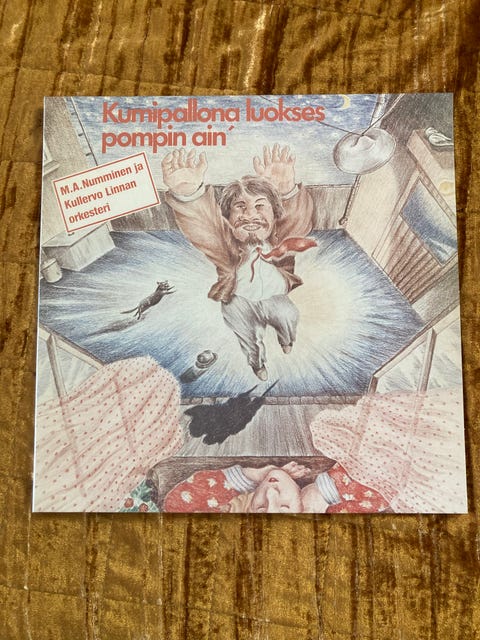 Kumipallona luokses
pompin ain´
M.A.Numminen ja
Kullervo Linnan
orkesteri